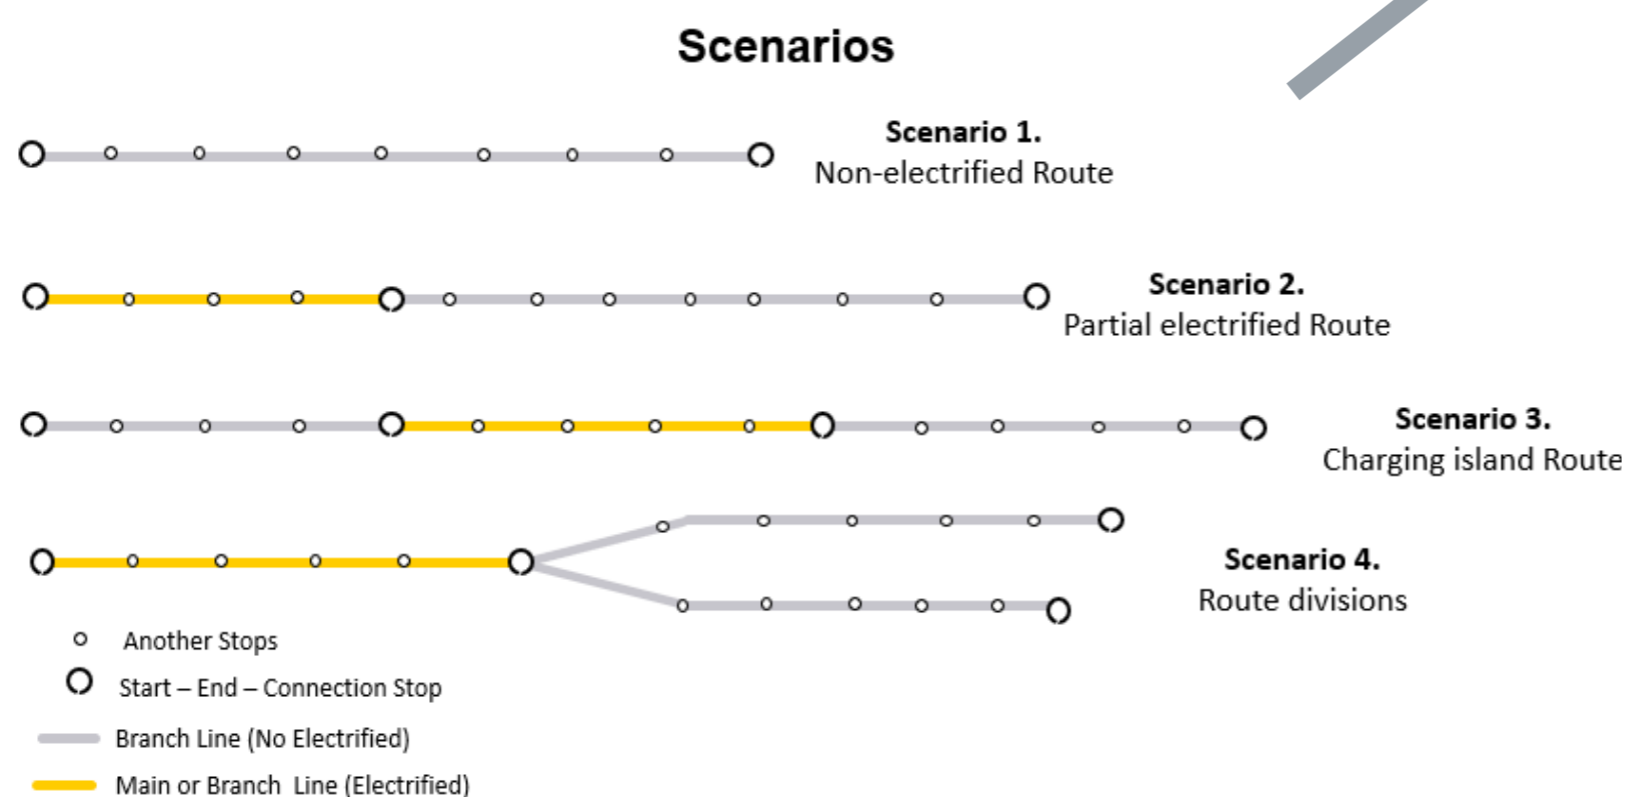 Scenarios
Scenario 1.
Non-electrified Route
Scenario 2.
Partial electrified Route
Scenario 3.
Charging island Route
Scenario 4.
Route divisions
Another Stops
Start – End – Connection Stop
Branch Line (No Electrified)
Main or Branch Line (Electrified)